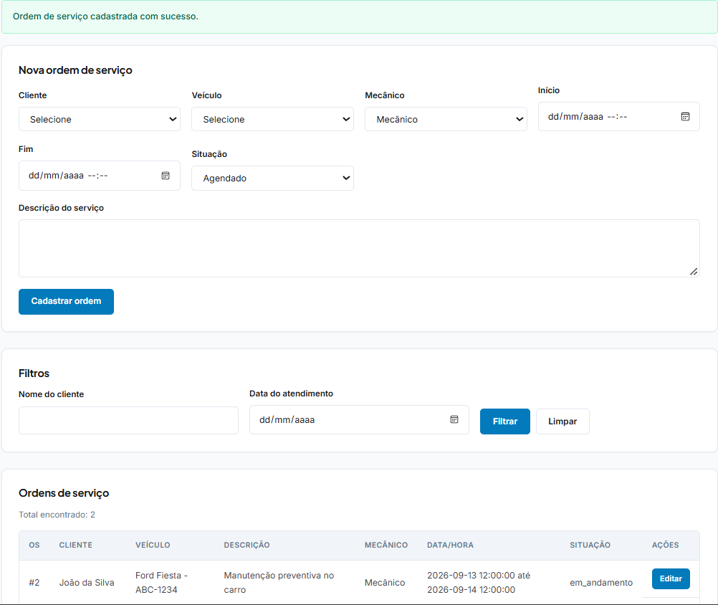 Ordem de serviço cadastrada com sucesso.
Nova ordem de serviço
Cliente
Veículo
Mecânico
Início
Selecione
Selecione
Mecânico
dd/mm/aaaa --:--
Fim
Situação
dd/mm/aaaa --:--
Agendado
Descrição do serviço
Cadastrar ordem
Filtros
Nome do cliente
Data do atendimento
dd/mm/aaaa
Filtrar
Limpar
Ordens de serviço
Total encontrado: 2
OS CLIENTE VEÍCULO DESCRIÇÃO MECÂNICO DATA/HORA SITUAÇÃO AÇÕES
#2 João da Silva Ford Fiesta - ABC-1234 Manutenção preventiva no carro Mecânico 2026-09-13 12:00:00 até 2026-09-14 12:00:00 em_andamento Editar